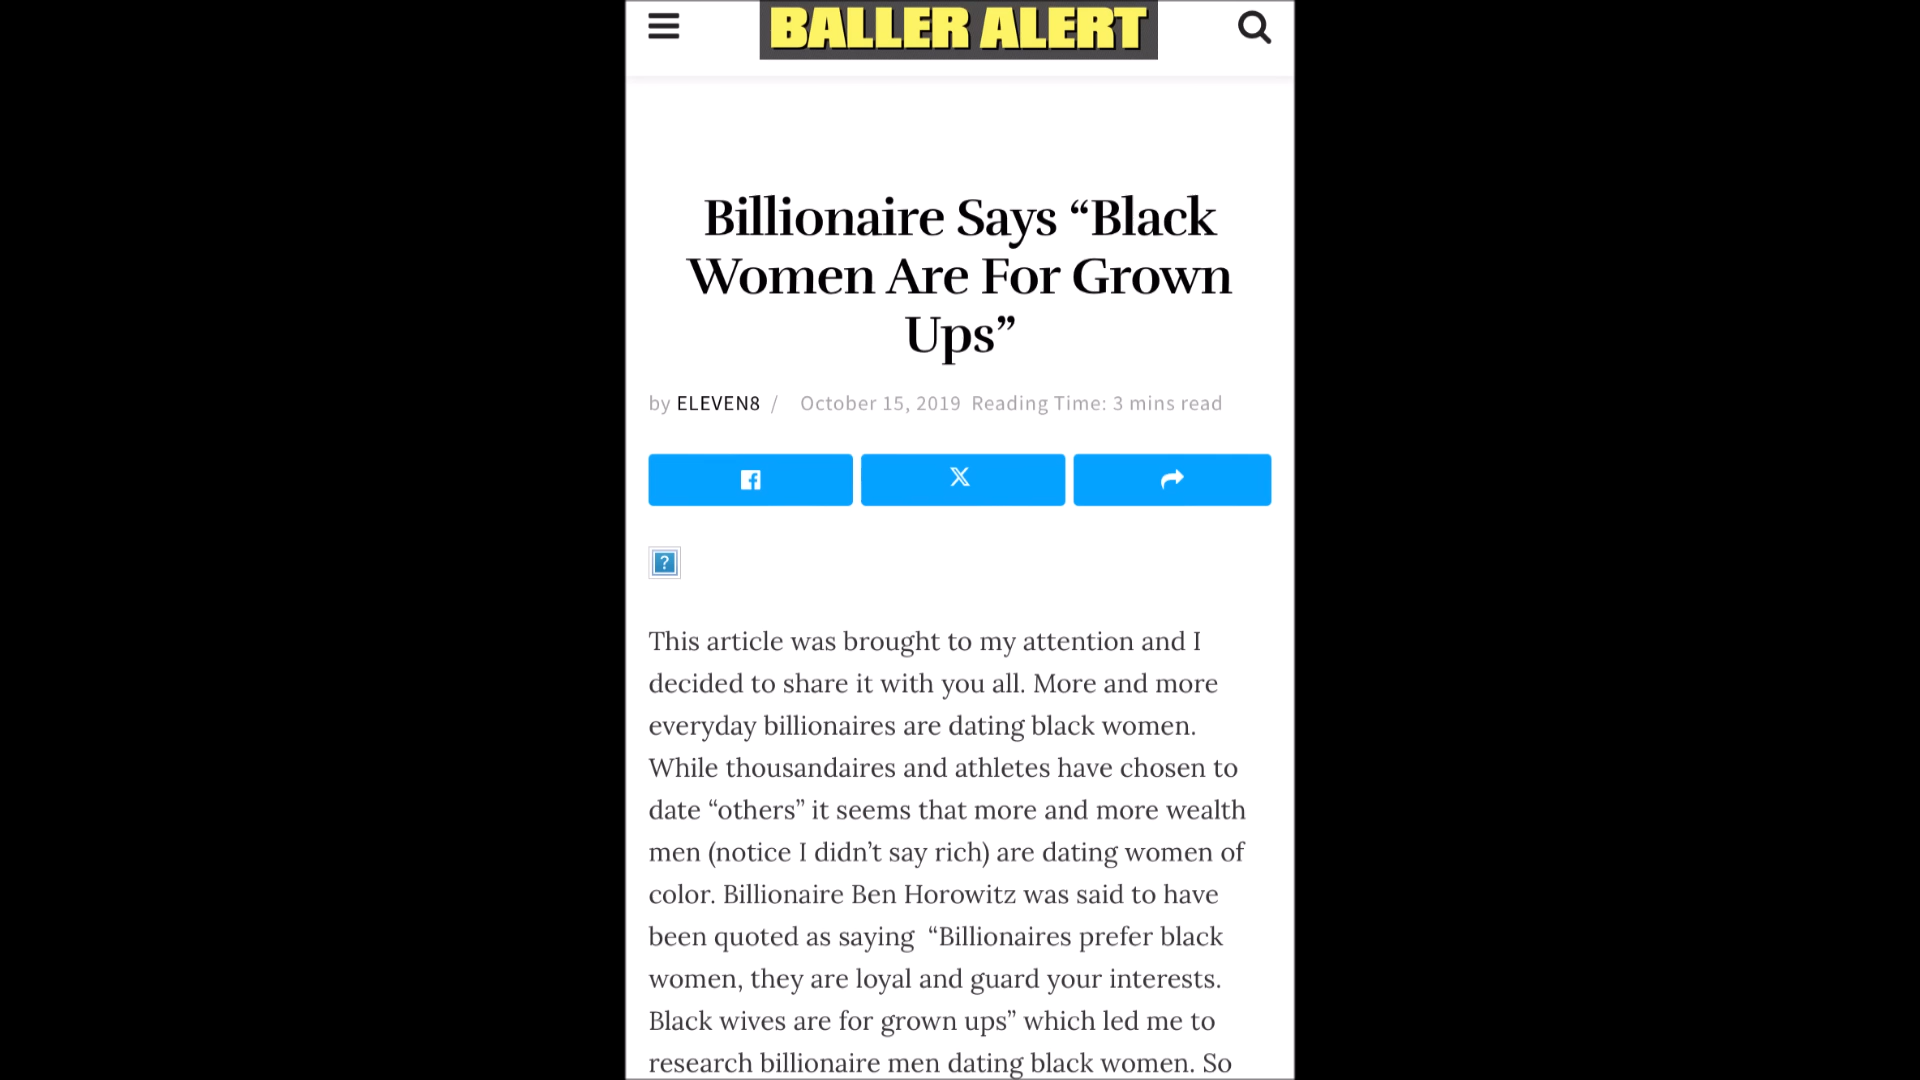 BALLER ALERT
Billionaire Says “Black
Women Are For Grown
Ups”
by ELEVEN8 / October 15, 2019 Reading Time: 3 mins read
This article was brought to my attention and I
decided to share it with you all. More and more
everyday billionaires are dating black women.
While thousandaires and athletes have chosen to
date “others” it seems that more and more wealth
men (notice I didn’t say rich) are dating women of
color. Billionaire Ben Horowitz was said to have
been quoted as saying “Billionaires prefer black
women, they are loyal and guard your interests.
Black wives are for grown ups” which led me to
research billionaire men dating black women. So